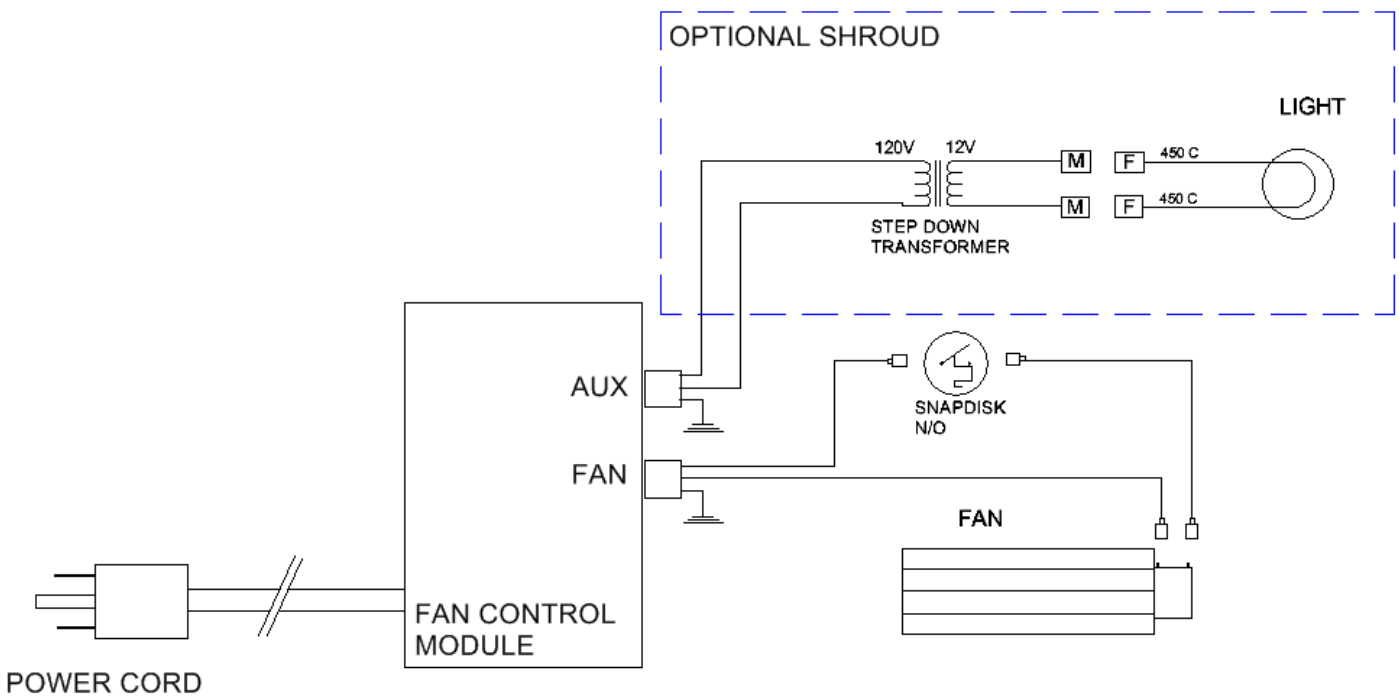 OPTIONAL SHROUD
LIGHT
120V 12V
M F 450 C
M F 450 C
STEP DOWN
TRANSFORMER
AUX
SNAPDISK
N/O
FAN
FAN
FAN CONTROL
MODULE
POWER CORD